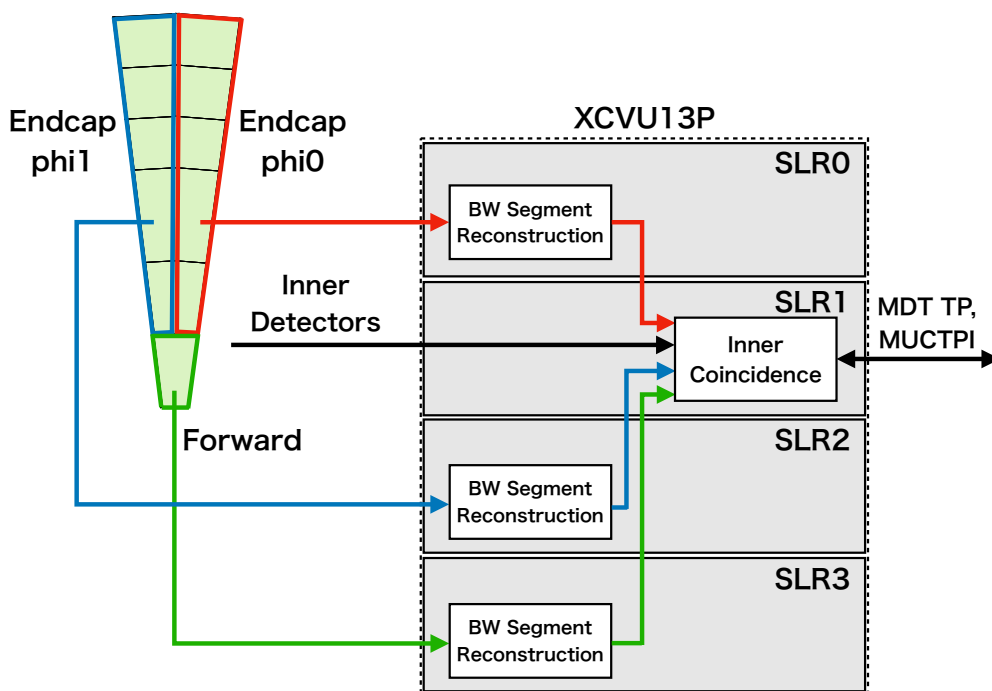 Endcap
phi1
Endcap
phi0
XCVU13P
SLR0
BW Segment
Reconstruction
Inner
Detectors
SLR1
Inner
Coincidence
MDT TP,
MUCTPI
Forward
SLR2
BW Segment
Reconstruction
SLR3
BW Segment
Reconstruction